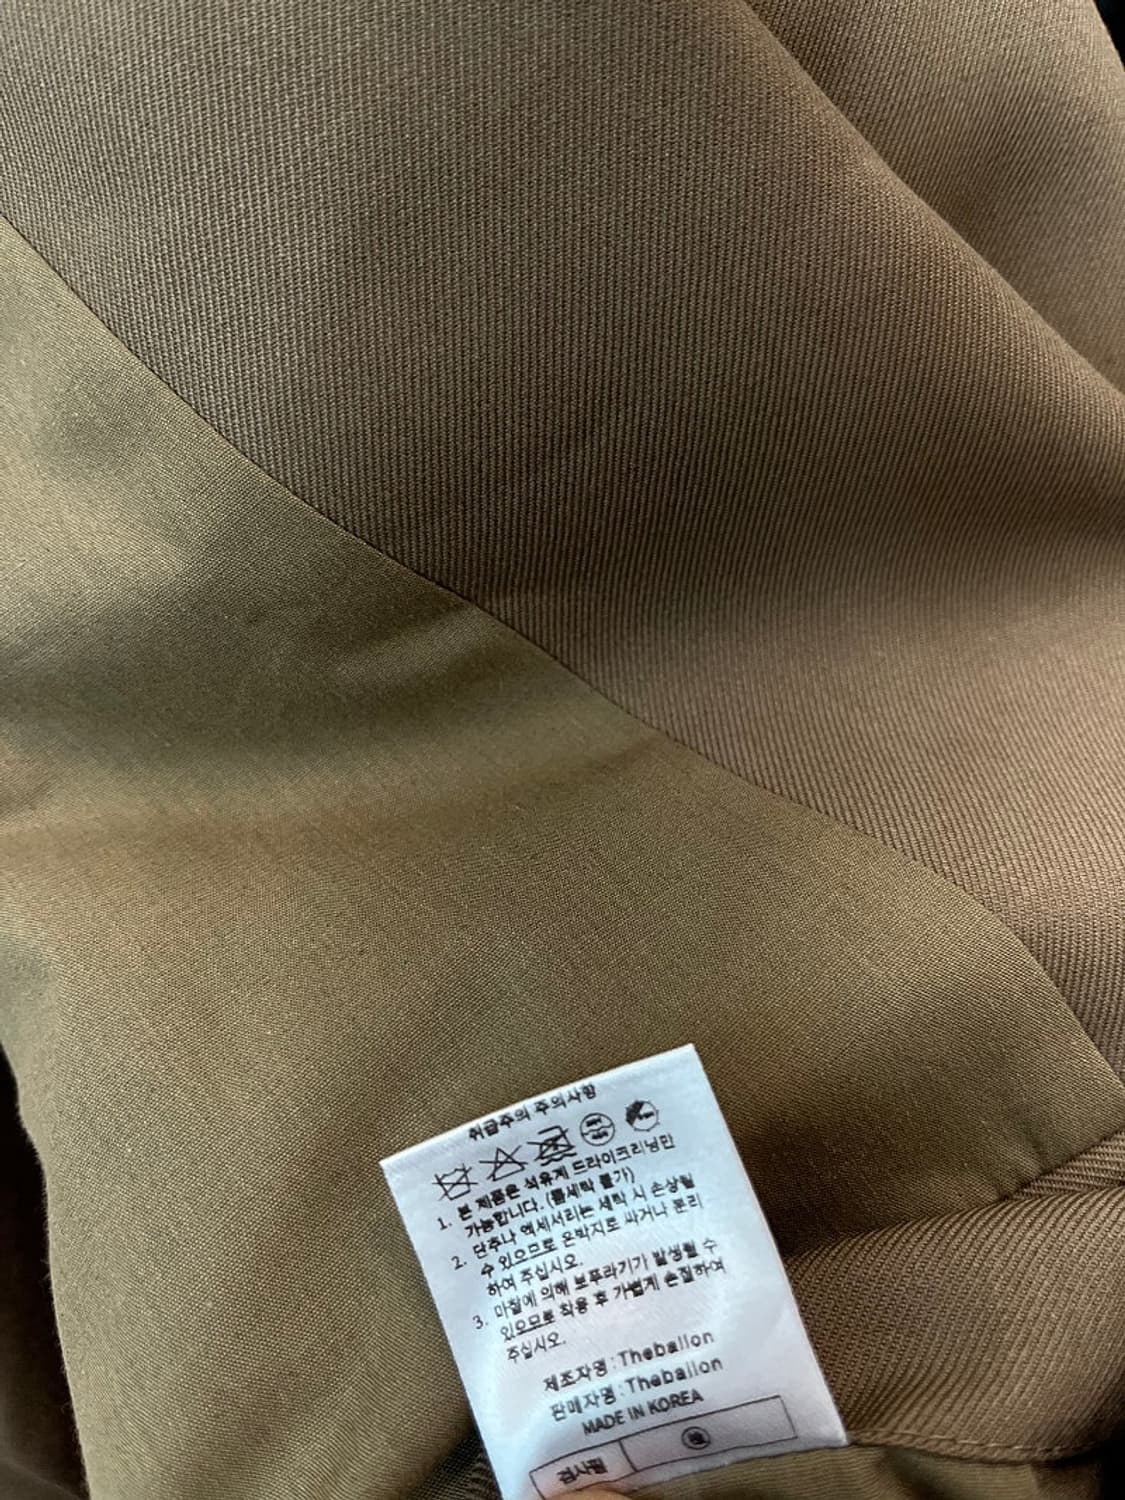 취급주의 주의사항
1. 본 제품은 석유계 드라이크리닝만
가능합니다. (물세탁 불가)
2. 단추나 액세서리는 세탁 시 손상될
수 있으므로 은박지로 싸거나 분리
하여 주십시오.
3. 마찰에 의해 보푸라기가 발생될 수
있으므로 착용 후 가볍게 손질하여
주십시오.
제조자명 : Theballon
판매자명 : Theballon
MADE IN KOREA
검사필